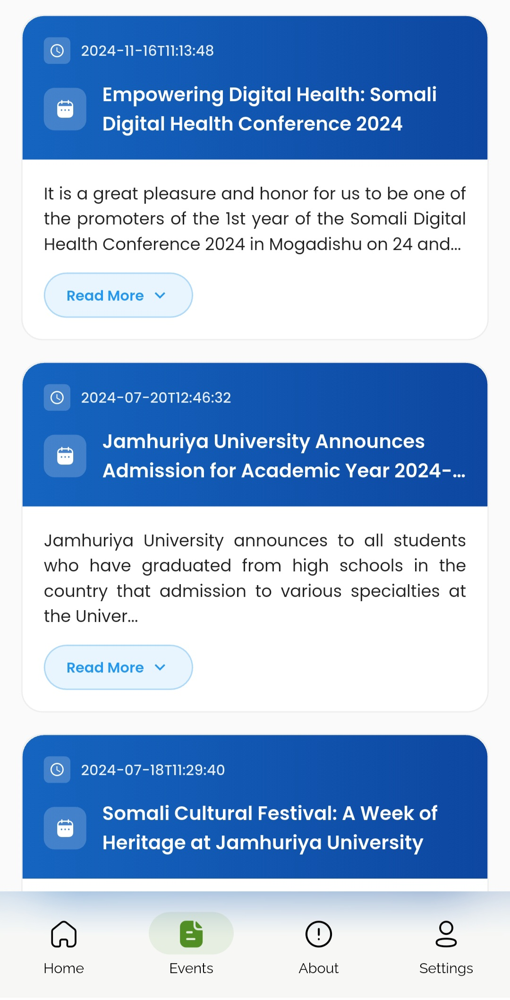 2024-11-16T11:13:48
Empowering Digital Health: Somali
Digital Health Conference 2024
It is a great pleasure and honor for us to be one of
the promoters of the 1st year of the Somali Digital
Health Conference 2024 in Mogadishu on 24 and...
Read More
2024-07-20T12:46:32
Jamhuriya University Announces
Admission for Academic Year 2024-...
Jamhuriya University announces to all students
who have graduated from high schools in the
country that admission to various specialties at
the Univer...
Read More
2024-07-18T11:29:40
Somali Cultural Festival: A Week of
Heritage at Jamhuriya University
Home
Events
About
Settings